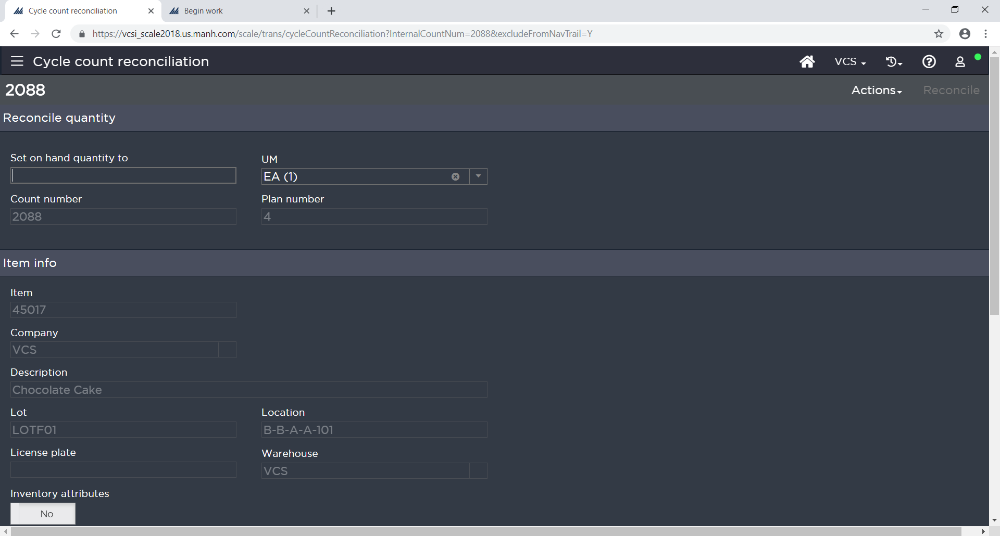 Cycle count reconciliation
Begin work
https://vcsi_scale2018.us.manh.com/scale/trans/cycleCountReconciliation?InternalCountNum=2088&excludeFromNavTrail=Y
Cycle count reconciliation
VCS
2088
Actions
Reconcile
Reconcile quantity
Set on hand quantity to
UM
EA (1)
Count number
Plan number
2088
4
Item info
Item
45017
Company
VCS
Description
Chocolate Cake
Lot
Location
LOTF01
B-B-A-A-101
License plate
Warehouse
VCS
Inventory attributes
No